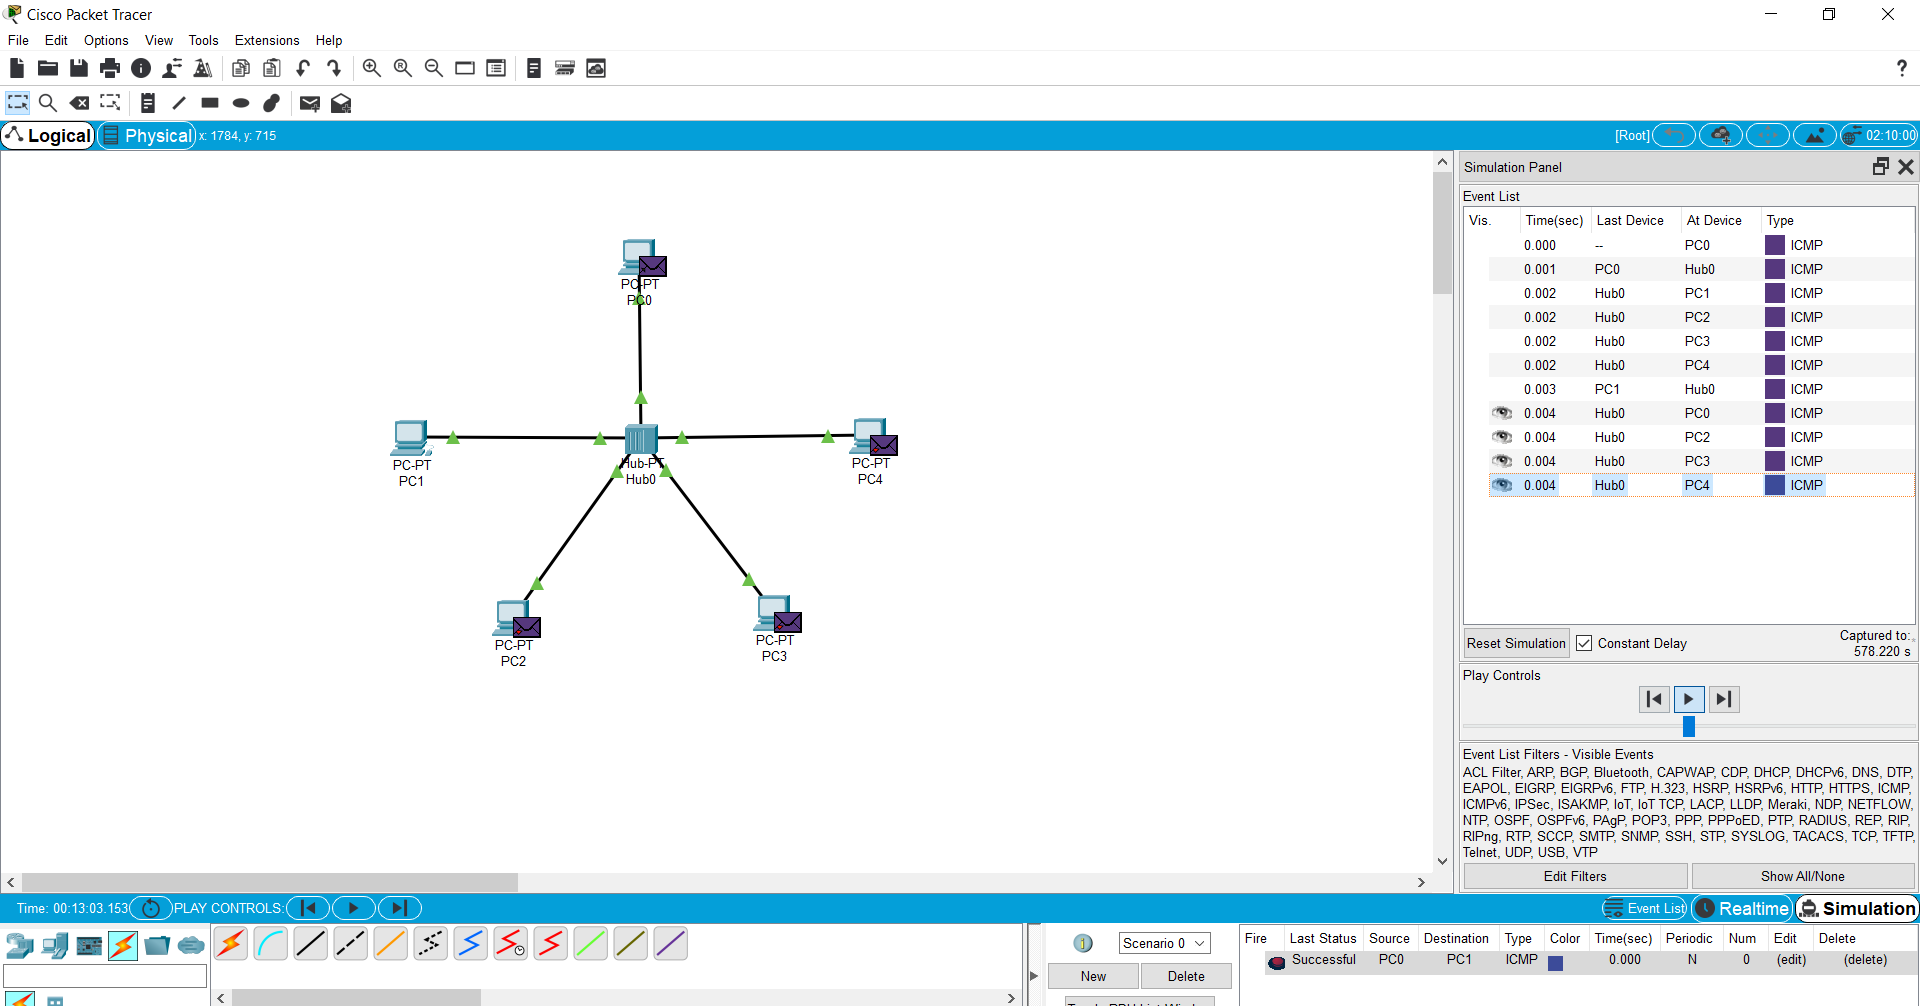 Cisco Packet Tracer
File Edit Options View Tools Extensions Help
?
Logical Physical x: 1784, y: 715 [Root] 02:10:00
PC-PT
PC0
PC-PT
PC1
Hub-PT
Hub0
PC-PT
PC4
PC-PT
PC2
PC-PT
PC3
Simulation Panel
Event List
Vis. Time(sec) Last Device At Device Type
0.000 -- PC0 ICMP
0.001 PC0 Hub0 ICMP
0.002 Hub0 PC1 ICMP
0.002 Hub0 PC2 ICMP
0.002 Hub0 PC3 ICMP
0.002 Hub0 PC4 ICMP
0.003 PC1 Hub0 ICMP
0.004 Hub0 PC0 ICMP
0.004 Hub0 PC2 ICMP
0.004 Hub0 PC3 ICMP
0.004 Hub0 PC4 ICMP
Reset Simulation Constant Delay Captured to:
578.220 s
Play Controls
Event List Filters - Visible Events
ACL Filter, ARP, BGP, Bluetooth, CAPWAP, CDP, DHCP, DHCPv6, DNS, DTP,
EAPOL, EIGRP, EIGRPv6, FTP, H.323, HSRP, HSRPv6, HTTP, HTTPS, ICMP,
ICMPv6, IPSec, ISAKMP, IoT, IoT TCP, LACP, LLDP, Meraki, NDP, NETFLOW,
NTP, OSPF, OSPFv6, PAgP, POP3, PPP, PPPoED, PTP, RADIUS, REP, RIP,
RIPng, RTP, SCCP, SMTP, SNMP, SSH, STP, SYSLOG, TACACS, TCP, TFTP,
Telnet, UDP, USB, VTP
Edit Filters Show All/None
Time: 00:13:03.153 PLAY CONTROLS: Event List Realtime Simulation
Scenario 0
New Delete
Fire Last Status Source Destination Type Color Time(sec) Periodic Num Edit Delete
Successful PC0 PC1 ICMP 0.000 N 0 (edit) (delete)